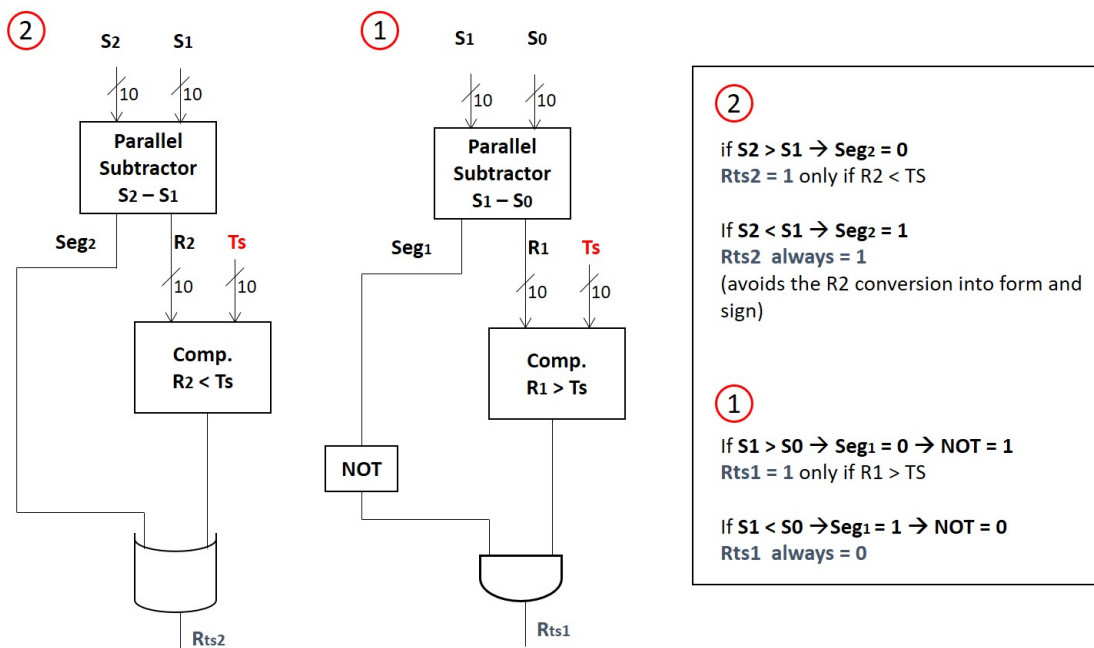 2
S2 S1
10 10
Parallel
Subtractor
S2 – S1
Seg2 R2 Ts
10 10
Comp.
R2 < Ts
Rts2
1
S1 S0
10 10
Parallel
Subtractor
S1 – S0
Seg1 R1 Ts
10 10
Comp.
R1 > Ts
NOT
Rts1
2
if S2 > S1 → Seg2 = 0
Rts2 = 1 only if R2 < TS
If S2 < S1 → Seg2 = 1
Rts2 always = 1
(avoids the R2 conversion into form and
sign)
1
If S1 > S0 → Seg1 = 0 → NOT = 1
Rts1 = 1 only if R1 > TS
If S1 < S0 →Seg1 = 1 → NOT = 0
Rts1 always = 0